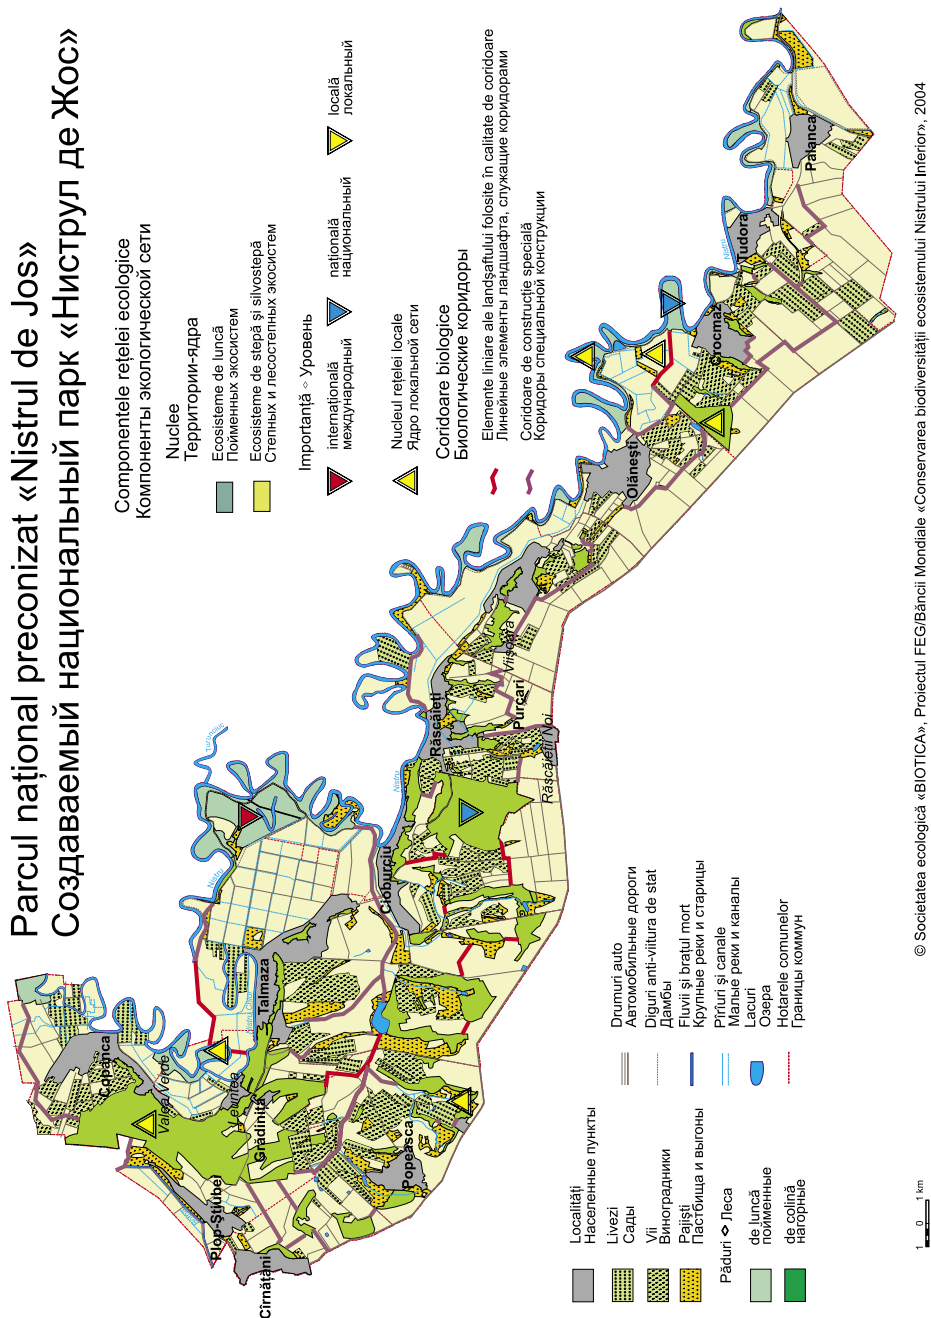 Parcul național preconizat «Nistrul de Jos»
Создаваемый национальный парк «Ниструл де Жос»
Componentele rețelei ecologice
Компоненты экологической сети
Nuclee
Территории-ядра
Ecosisteme de luncă
Пойменных экосистем
Ecosisteme de stepă și silvostepă
Степных и лесостепных экосистем
Importanță ◇ Уровень
internațională
международный
națională
национальный
locală
локальный
Nucleul rețelei locale
Ядро локальной сети
Coridoare biologice
Биологические коридоры
Elemente liniare ale landșaftului folosite în calitate de coridoare
Линейные элементы ландшафта, служащие коридорами
Coridoare de construcție specială
Коридоры специальной конструкции
Copanca
Valea Verde
Leuntea
Talmaza
Grădinița
Plop-Știubei
Cîrnățeni
Popeasca
Cioburciu
Răscăieți
Răscăieții Noi
Purcari
Viișoara
Olănești
Crocmaz
Tudora
Palanca
Turunciuc
Nistru
Nistru
Nistru
Localități
Населенные пункты
Livezi
Сады
Vii
Виноградники
Pajiști
Пастбища и выгоны
Păduri ◇ Леса
de luncă
пойменные
de colină
нагорные
Drumuri auto
Автомобильные дороги
Diguri anti-viitura de stat
Дамбы
Fluvii și brațul mort
Крупные реки и старицы
Pîrîuri și canale
Малые реки и каналы
Lacuri
Озера
Hotarele comunelor
Границы коммун
1 0 1 km
© Societatea ecologică «BIOTICA», Proiectul FEG/Băncii Mondiale «Conservarea biodiversității ecosistemului Nistrului Inferior», 2004